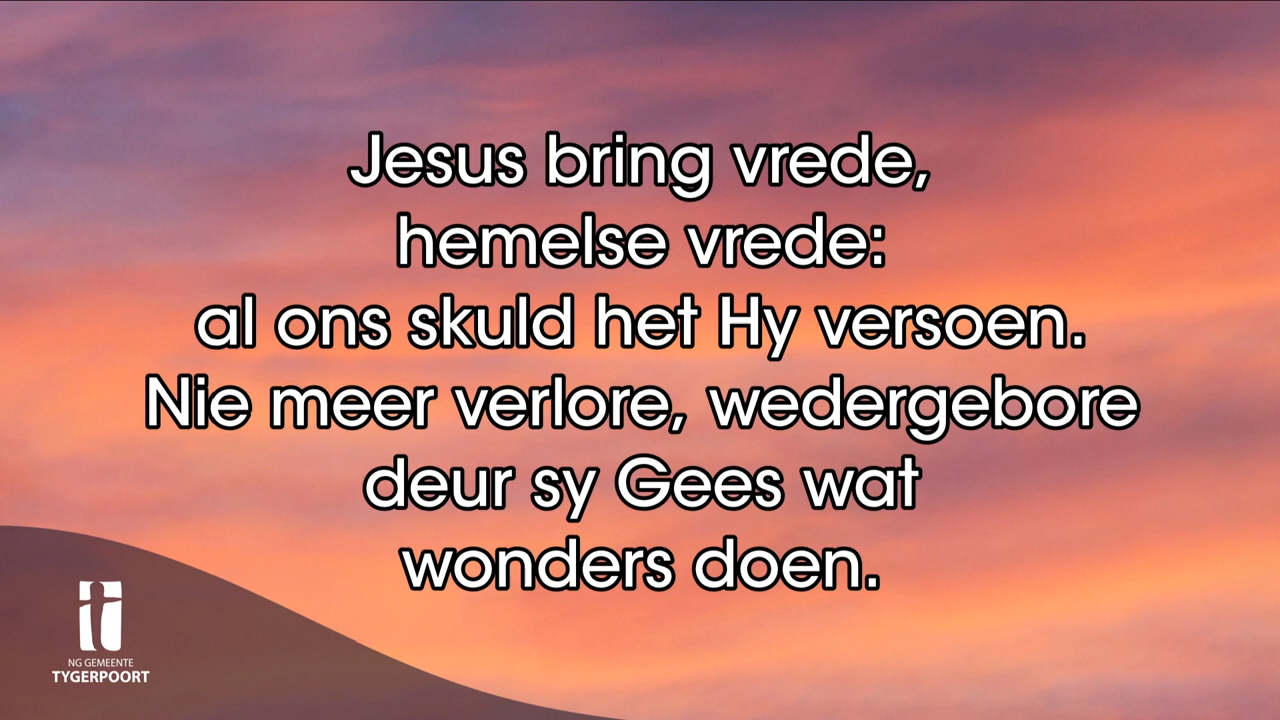 Jesus bring vrede,
hemelse vrede:
al ons skuld het Hy versoen.
Nie meer verlore, wedergebore
deur sy Gees wat
wonders doen.
NG GEMEENTE
TYGERPOORT